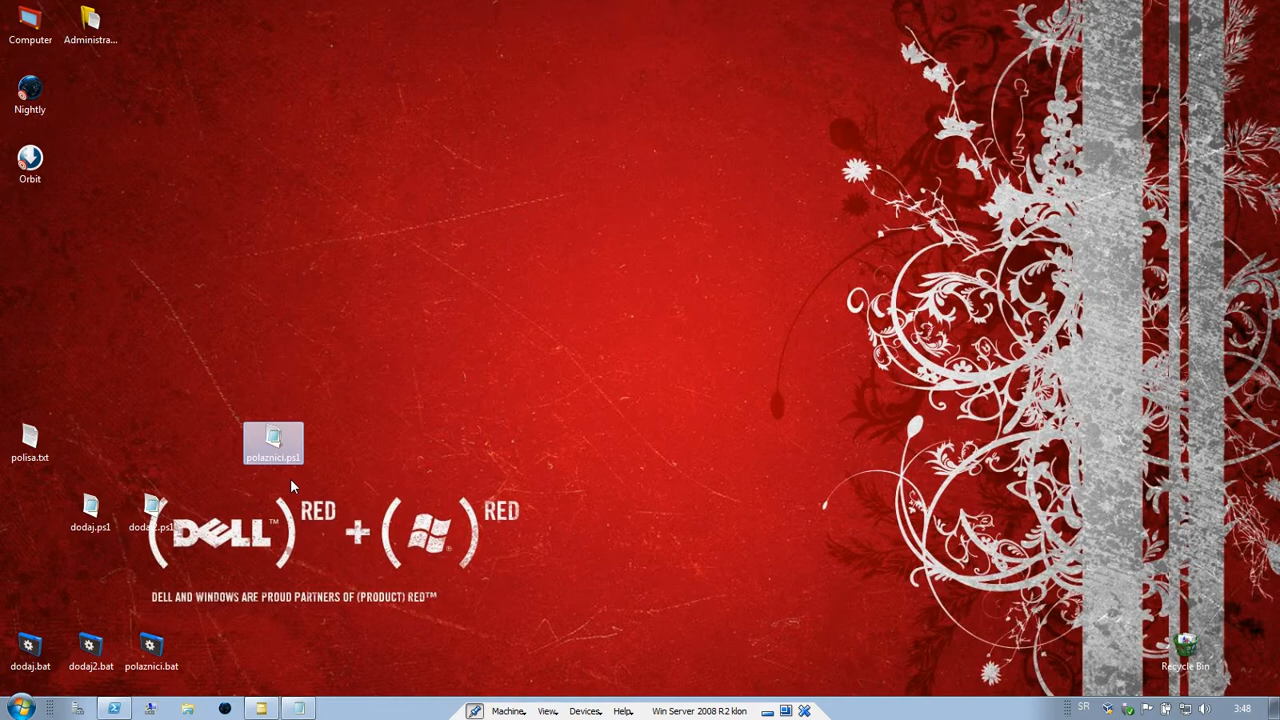 Computer
Administra...
Nightly
Orbit
polisa.txt
polaznici.ps1
dodaj.ps1
(DELL™)RED + ( )RED
DELL AND WINDOWS ARE PROUD PARTNERS OF (PRODUCT) RED™
dodaj.bat
dodaj2.bat
polaznici.bat
Recycle Bin
Machine
View
Devices
Help
Win Server 2008 R2 klon
SR
3:48